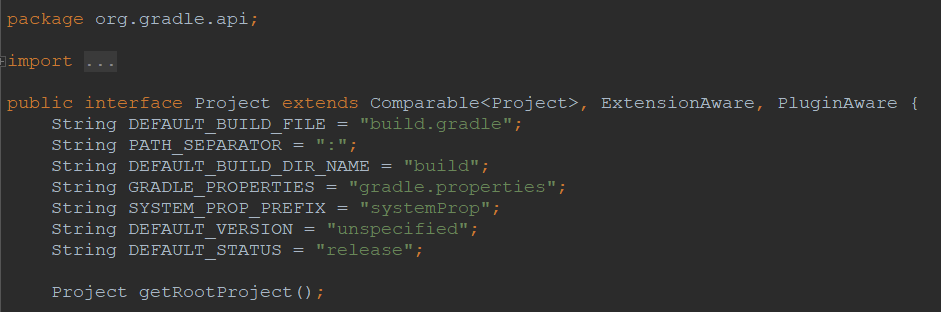 package org.gradle.api;
import ...
public interface Project extends Comparable<Project>, ExtensionAware, PluginAware {
String DEFAULT_BUILD_FILE = "build.gradle";
String PATH_SEPARATOR = ":";
String DEFAULT_BUILD_DIR_NAME = "build";
String GRADLE_PROPERTIES = "gradle.properties";
String SYSTEM_PROP_PREFIX = "systemProp";
String DEFAULT_VERSION = "unspecified";
String DEFAULT_STATUS = "release";
Project getRootProject();